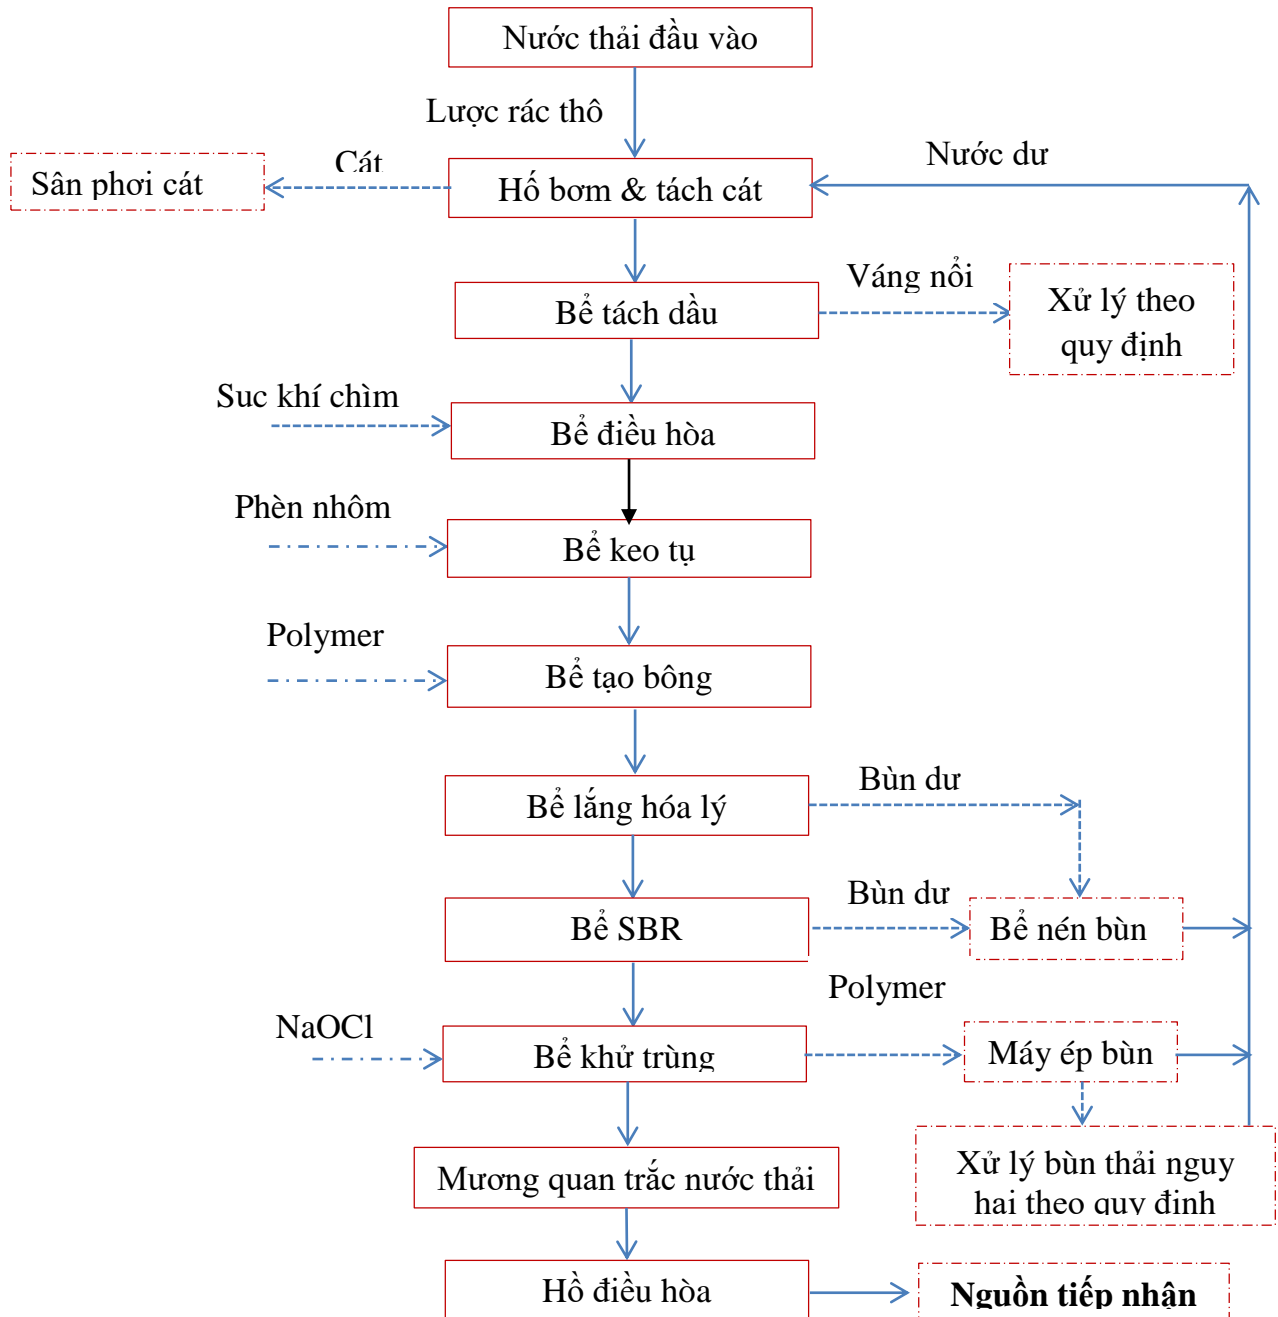 Nước thải đầu vào
Lược rác thô
Nước dư
Cát
Sân phơi cát
Hố bơm & tách cát
Váng nổi
Xử lý theo
quy định
Bể tách dầu
Suc khí chìm
Bể điều hòa
Phèn nhôm
Bể keo tụ
Polymer
Bể tạo bông
Bùn dư
Bể lắng hóa lý
Bùn dư
Bể SBR
Bể nén bùn
Polymer
NaOCl
Bể khử trùng
Máy ép bùn
Mương quan trắc nước thải
Xử lý bùn thải nguy
hại theo quy định
Hồ điều hòa
Nguồn tiếp nhận